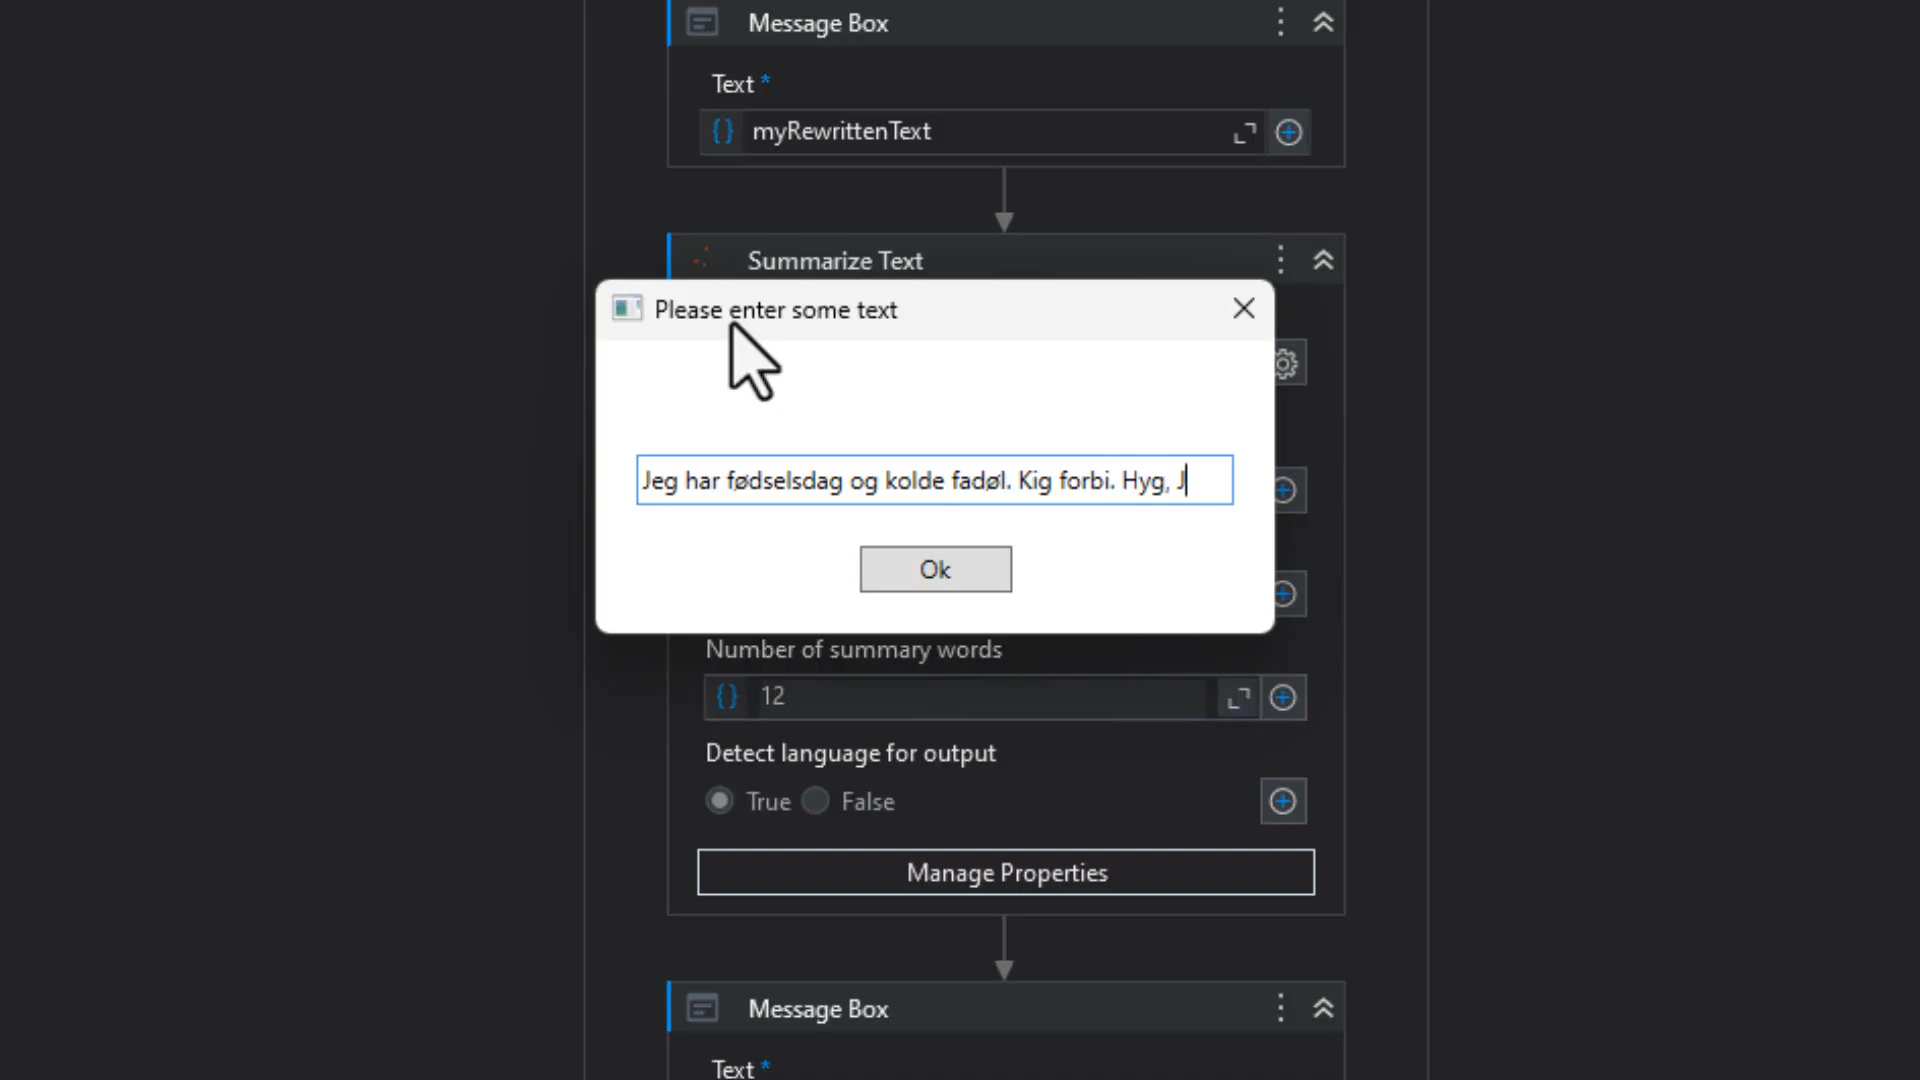 Message Box
Text *
{} myRewrittenText
Summarize Text
Please enter some text
Jeg har fødselsdag og kolde fadøl. Kig forbi. Hyg, J
Ok
Number of summary words
{} 12
Detect language for output
True False
Manage Properties
Message Box
Text *